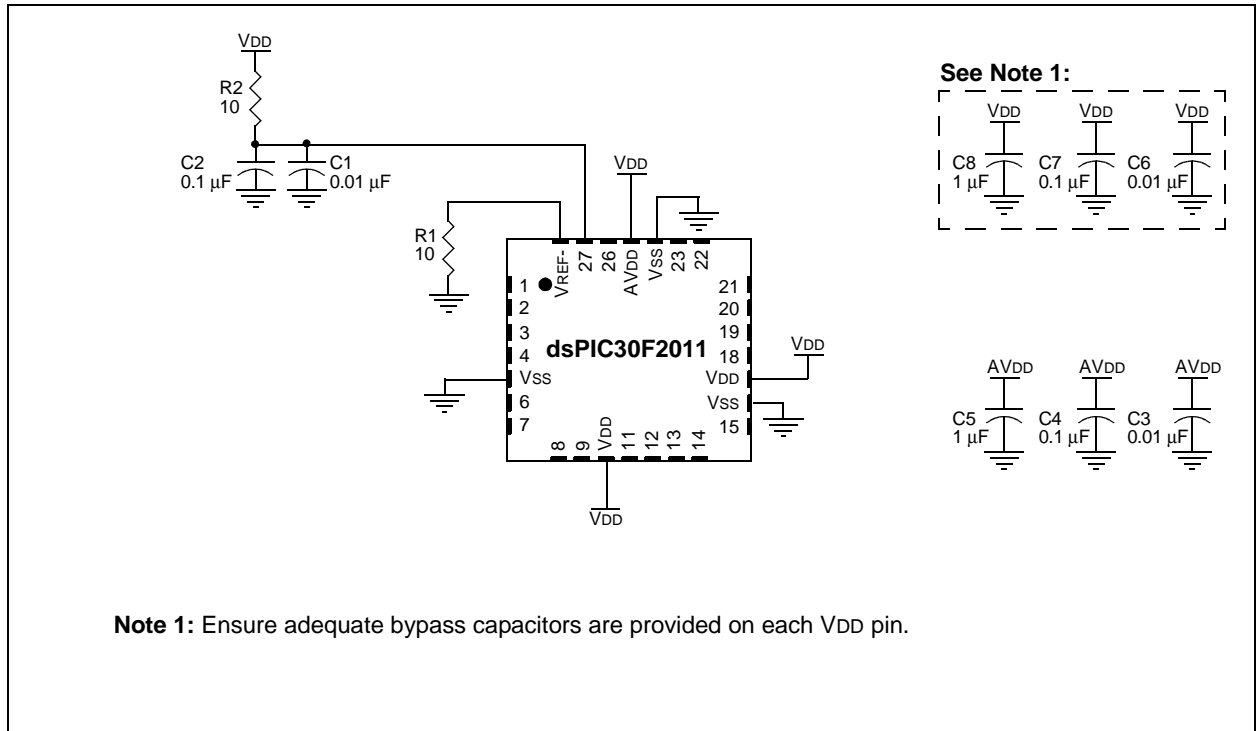 VDD
R2
10
C2
0.1 μF
C1
0.01 μF
R1
10
VDD
See Note 1:
VDD
VDD
VDD
C8
1 μF
C7
0.1 μF
C6
0.01 μF
VREF-
27
26
AVDD
VSS
23
22
1
2
3
4
VSS
6
7
dsPIC30F2011
21
20
19
18
VDD
VSS
15
VDD
8
9
VDD
11
12
13
14
VDD
AVDD
AVDD
AVDD
C5
1 μF
C4
0.1 μF
C3
0.01 μF
Note 1: Ensure adequate bypass capacitors are provided on each VDD pin.